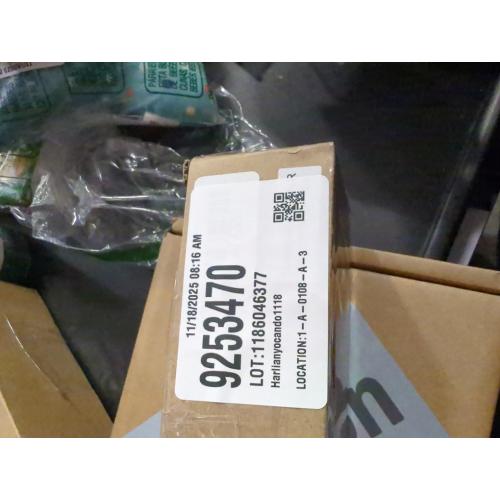 11/18/2025 08:16 AM
9253470
LOT:1186046377
Harlianyocando1118
LOCATION:1-A-0108-A-3
R